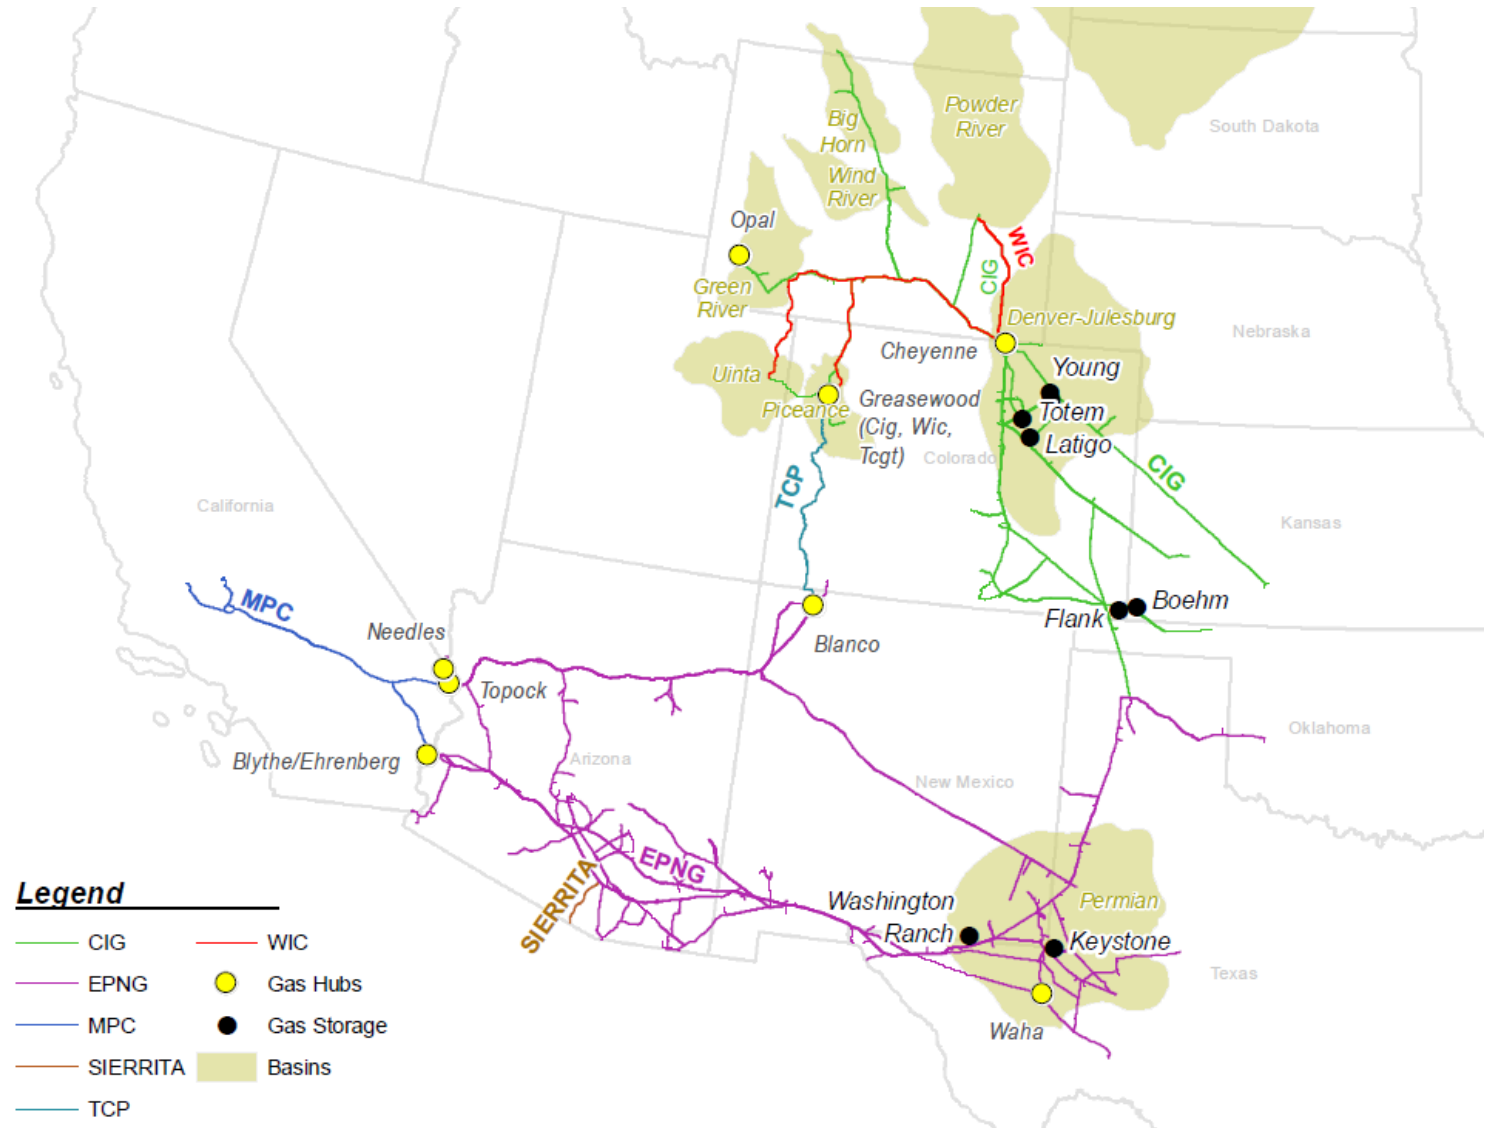 South Dakota
Powder
River
Big
Horn
Wind
River
Opal
WIC
CIG
Green
River
Denver-Julesburg
Nebraska
Cheyenne
Young
Uinta
Piceance
Greasewood
(Cig, Wic,
Tcgt)
Totem
Latigo
Colorado
CIG
TCP
California
Kansas
MPC
Needles
Boehm
Flank
Blanco
Topock
Oklahoma
Blythe/Ehrenberg
Arizona
New Mexico
EPNG
SIERRITA
Washington
Ranch
Permian
Keystone
Texas
Waha
Legend
CIG
WIC
EPNG
Gas Hubs
MPC
Gas Storage
SIERRITA
Basins
TCP